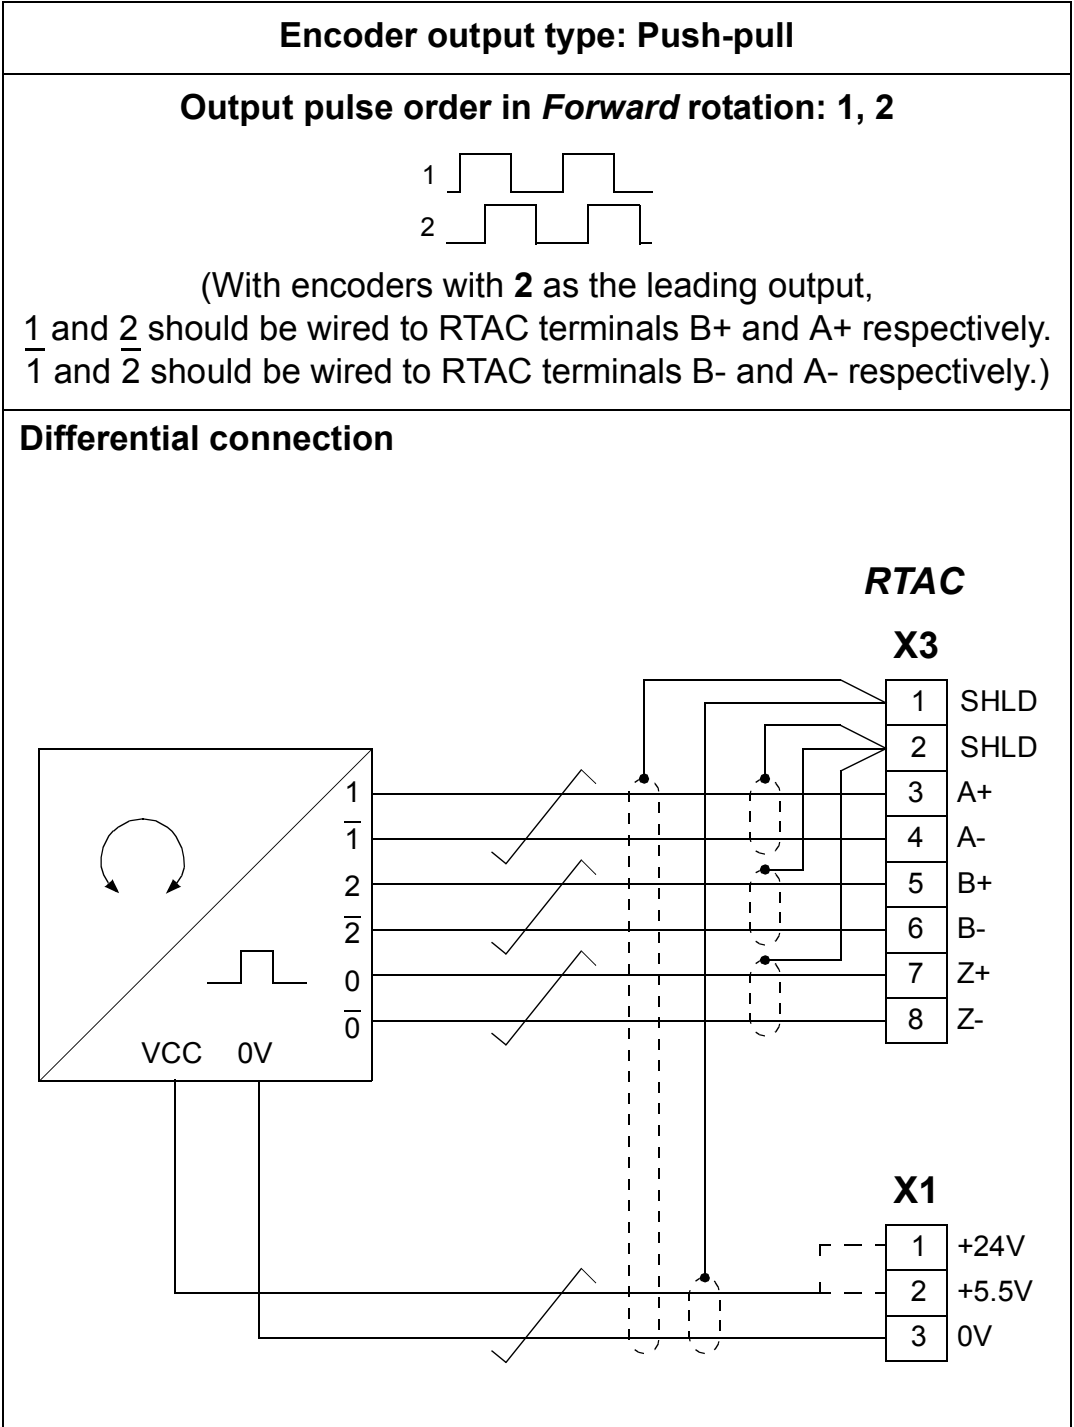 Encoder output type: Push-pull
Output pulse order in Forward rotation: 1, 2
1
2
(With encoders with 2 as the leading output,
1 and 2 should be wired to RTAC terminals B+ and A+ respectively.
1̅ and 2̅ should be wired to RTAC terminals B- and A- respectively.)
Differential connection
RTAC
X3
1 SHLD
2 SHLD
1 3 A+
1̅ 4 A-
2 5 B+
2̅ 6 B-
0 7 Z+
0̅ 8 Z-
VCC 0V
X1
1 +24V
2 +5.5V
3 0V